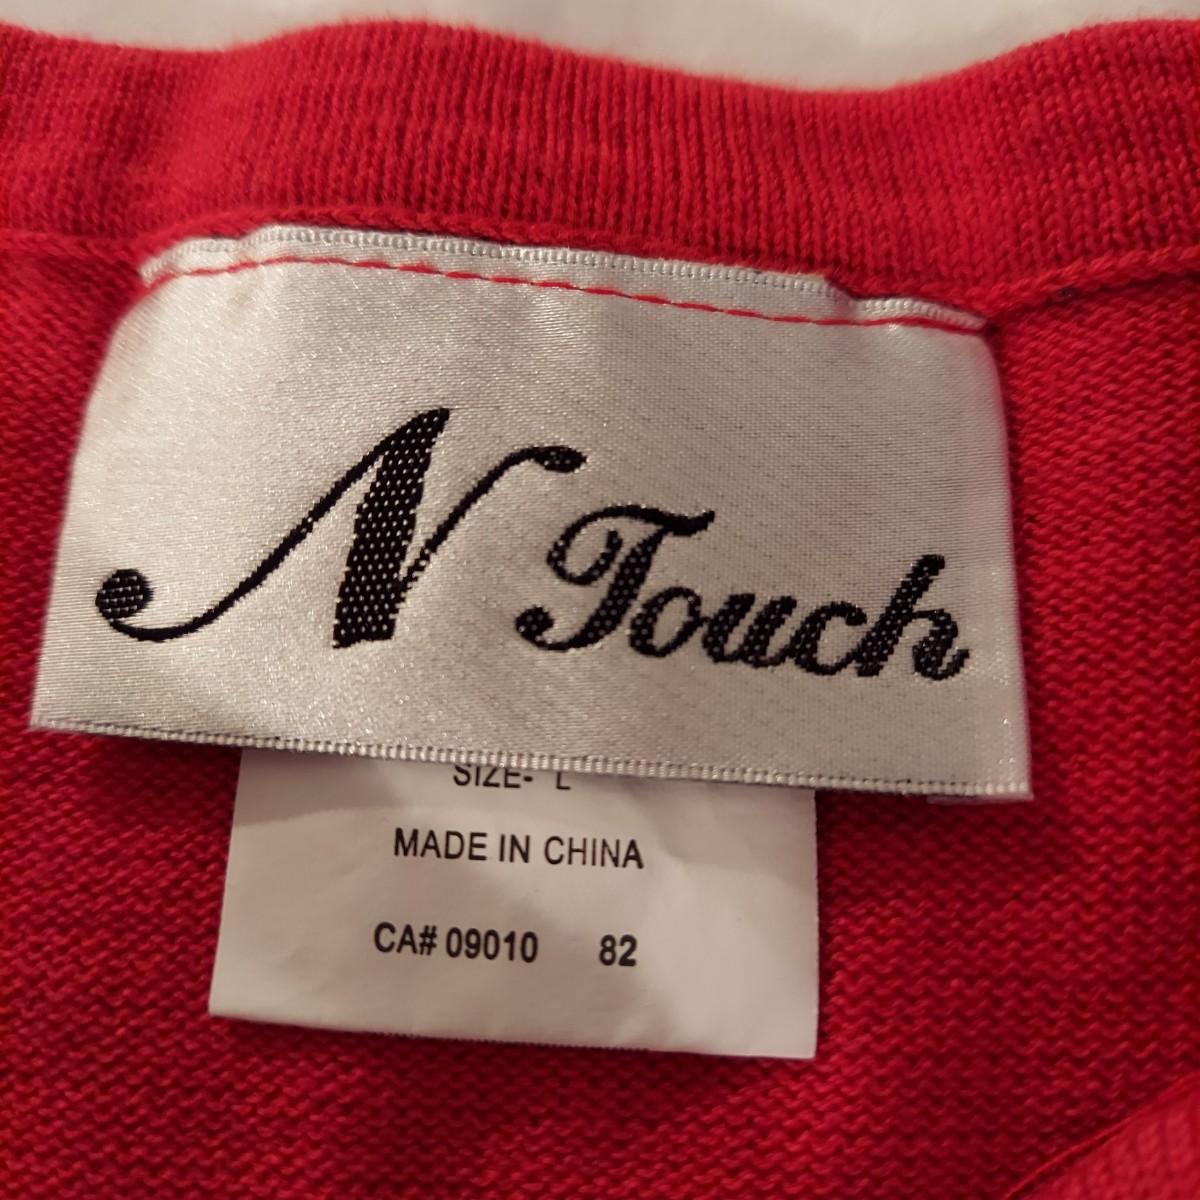 N Touch
SIZE- L
MADE IN CHINA
CA# 09010 82